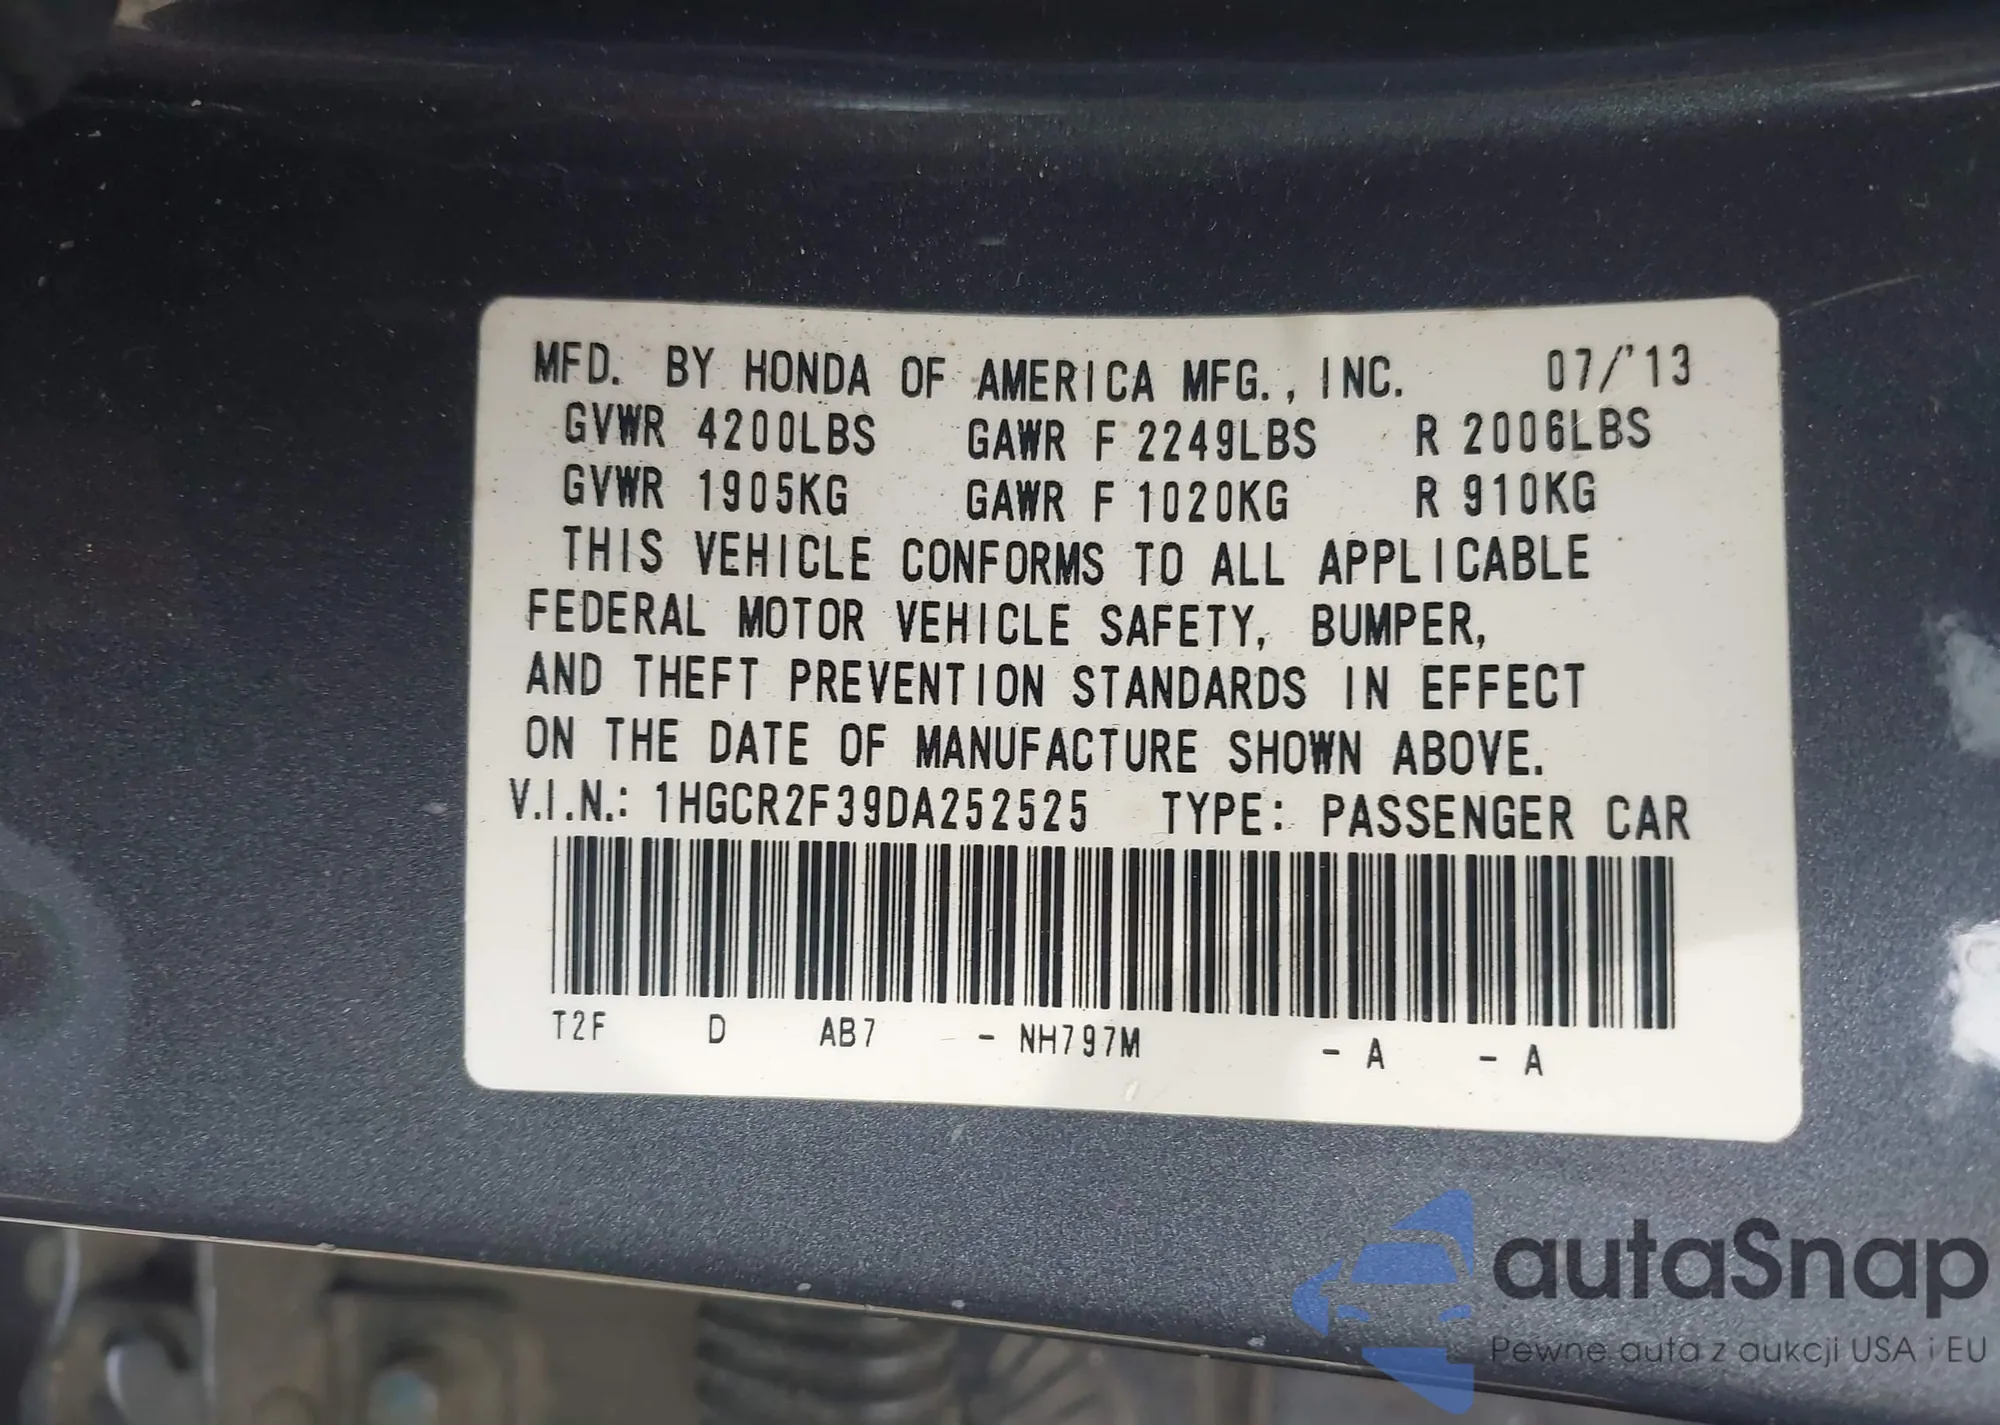 MFD. BY HONDA OF AMERICA MFG., INC. 07/'13
GVWR 4200LBS GAWR F 2249LBS R 2006LBS
GVWR 1905KG GAWR F 1020KG R 910KG
THIS VEHICLE CONFORMS TO ALL APPLICABLE
FEDERAL MOTOR VEHICLE SAFETY, BUMPER,
AND THEFT PREVENTION STANDARDS IN EFFECT
ON THE DATE OF MANUFACTURE SHOWN ABOVE.
V.I.N.: 1HGCR2F39DA252525 TYPE: PASSENGER CAR
T2F D AB7 - NH797M - A - A
autaSnap
Pewne auta z aukcji USA i EU